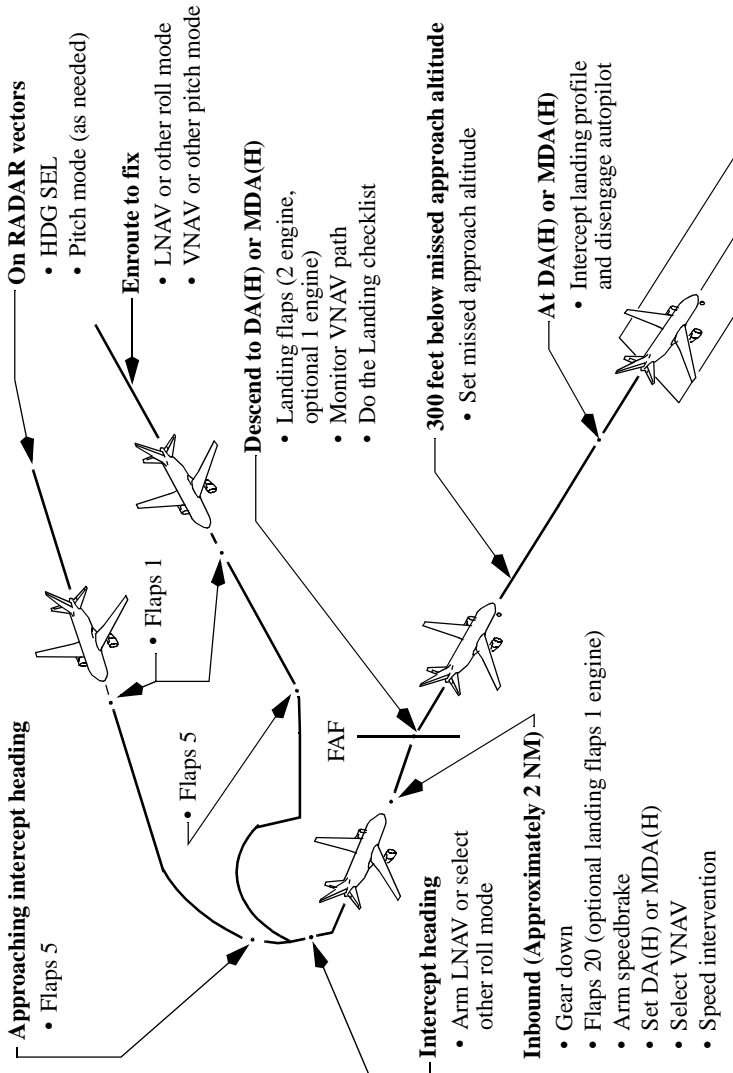 On RADAR vectors
• HDG SEL
• Pitch mode (as needed)
Enroute to fix
• LNAV or other roll mode
• VNAV or other pitch mode
Approaching intercept heading
• Flaps 5
• Flaps 1
• Flaps 5
Descend to DA(H) or MDA(H)
• Landing flaps (2 engine,
optional 1 engine)
• Monitor VNAV path
• Do the Landing checklist
FAF
Intercept heading
• Arm LNAV or select
other roll mode
Inbound (Approximately 2 NM)
• Gear down
• Flaps 20 (optional landing flaps 1 engine)
• Arm speedbrake
• Set DA(H) or MDA(H)
• Select VNAV
• Speed intervention
300 feet below missed approach altitude
• Set missed approach altitude
At DA(H) or MDA(H)
• Intercept landing profile
and disengage autopilot